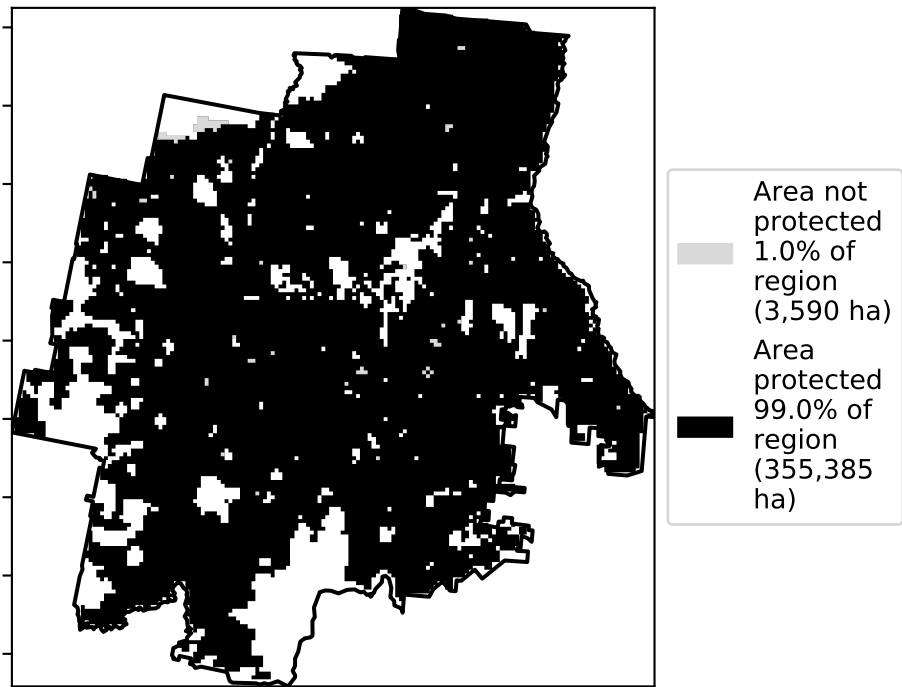 Area not
protected
1.0% of
region
(3,590 ha)
Area
protected
99.0% of
region
(355,385
ha)